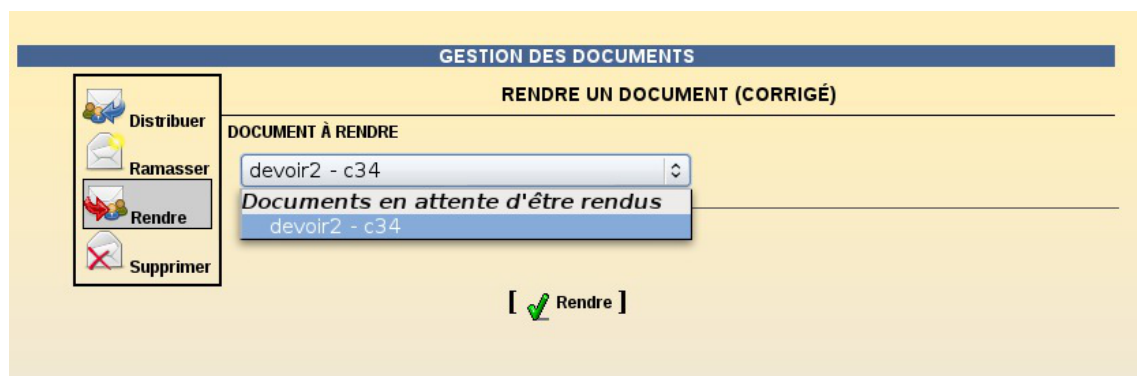 GESTION DES DOCUMENTS
RENDRE UN DOCUMENT (CORRIGÉ)
Distribuer
Ramasser
Rendre
Supprimer
DOCUMENT À RENDRE
devoir2 - c34
Documents en attente d'être rendus
devoir2 - c34
[ Rendre ]